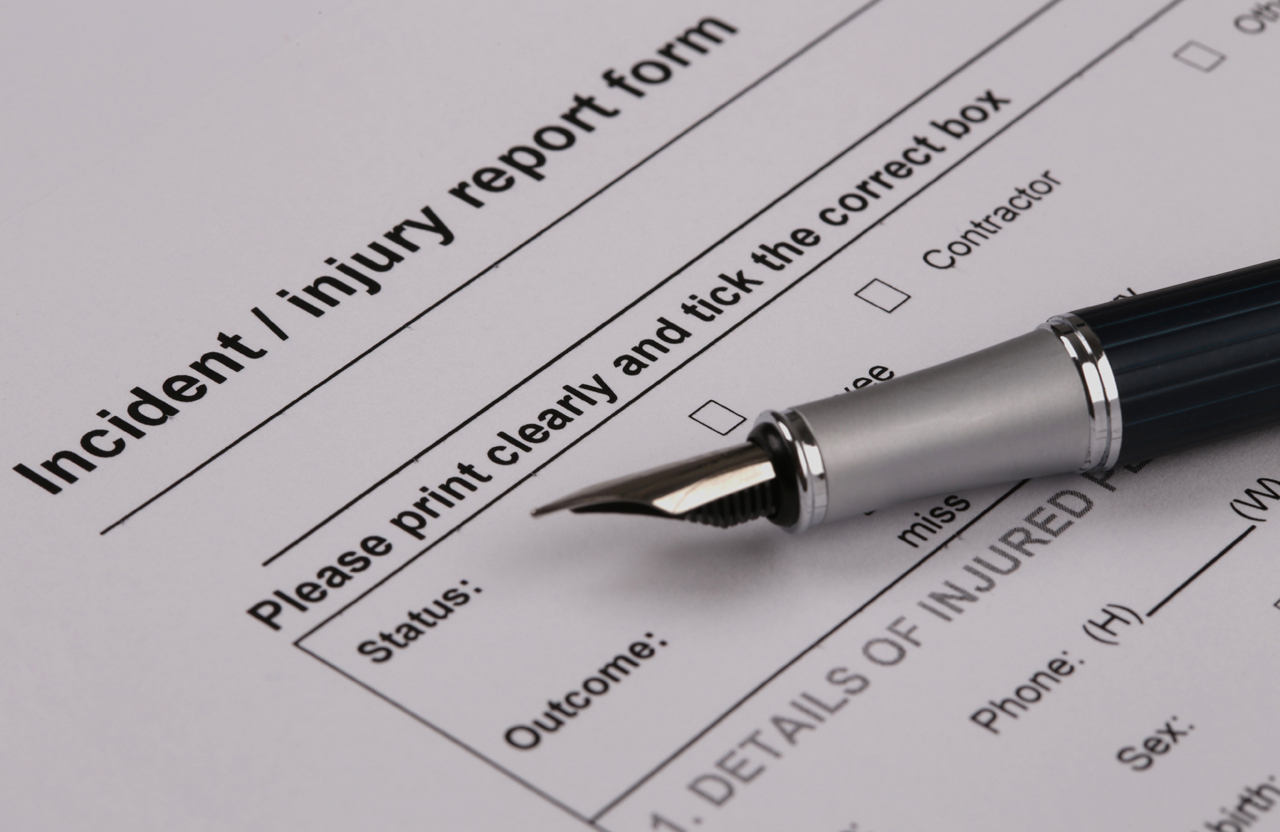 Incident / injury report form
Please print clearly and tick the correct box
Status: Contractor
Outcome: miss
1. DETAILS OF INJURED
Phone: (H) (W)
Sex: